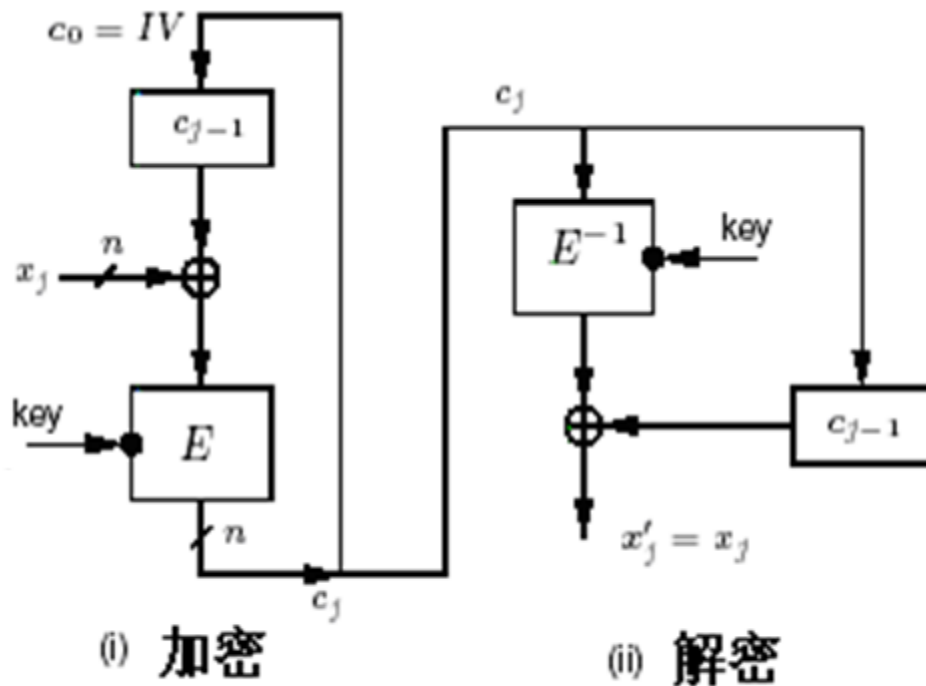 c₀ = IV
c_{j−1}
n
x_j
key
E
n
c_j
(i) 加密
c_j
E^{−1}
key
c_{j−1}
x′_j = x_j
(ii) 解密